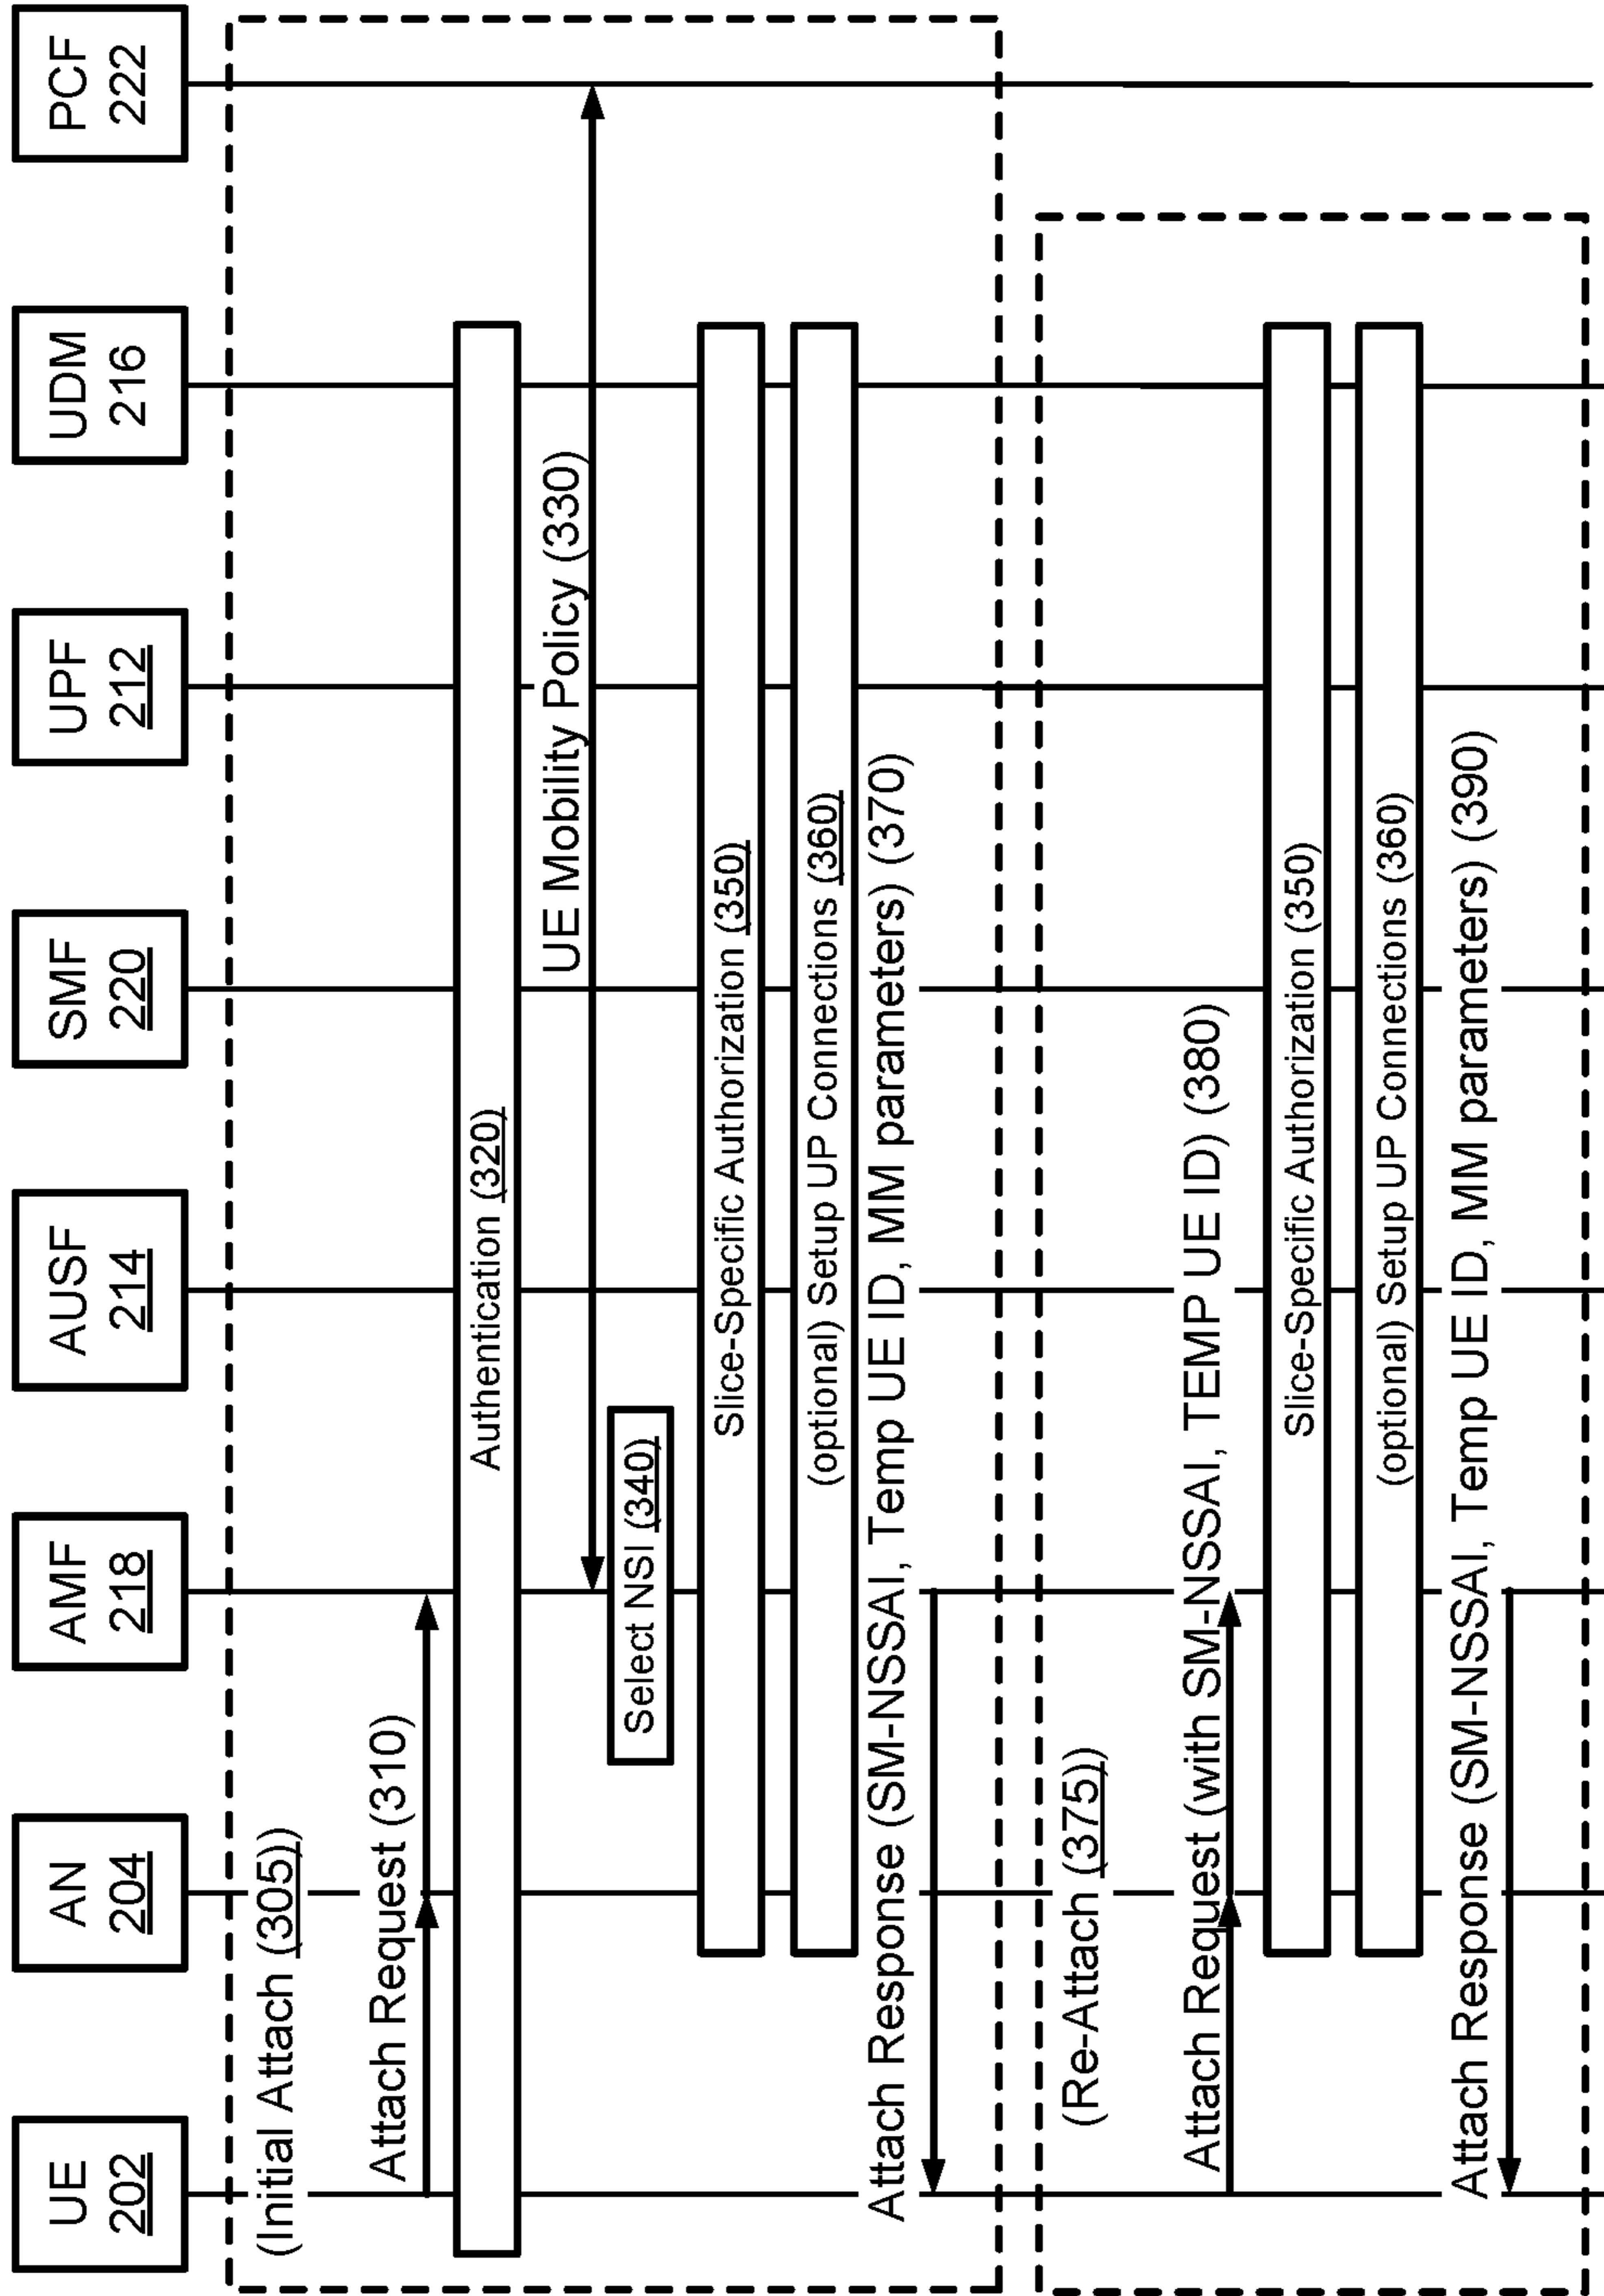 UE
202
AN
204
AMF
218
AUSF
214
SMF
220
UPF
212
UDM
216
PCF
222
(Initial Attach (305))
Attach Request (310)
Authentication (320)
UE Mobility Policy (330)
Select NSI (340)
Slice-Specific Authorization (350)
(optional) Setup UP Connections (360)
Attach Response (SM-NSSAI, Temp UE ID, MM parameters) (370)
(Re-Attach (375))
Attach Request (with SM-NSSAI, TEMP UE ID) (380)
Slice-Specific Authorization (350)
(optional) Setup UP Connections (360)
Attach Response (SM-NSSAI, Temp UE ID, MM parameters) (390)